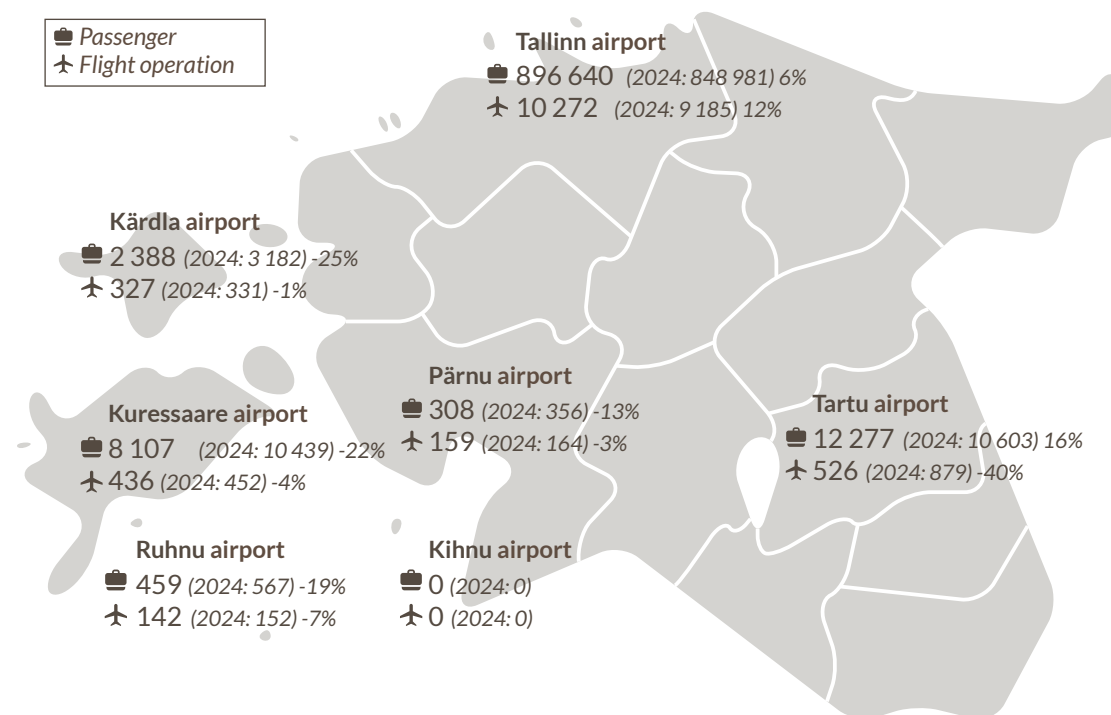 Passenger
Flight operation
Tallinn airport
896 640 (2024: 848 981) 6%
10 272 (2024: 9 185) 12%
Kärdla airport
2 388 (2024: 3 182) -25%
327 (2024: 331) -1%
Pärnu airport
308 (2024: 356) -13%
159 (2024: 164) -3%
Kuressaare airport
8 107 (2024: 10 439) -22%
436 (2024: 452) -4%
Tartu airport
12 277 (2024: 10 603) 16%
526 (2024: 879) -40%
Ruhnu airport
459 (2024: 567) -19%
142 (2024: 152) -7%
Kihnu airport
0 (2024: 0)
0 (2024: 0)